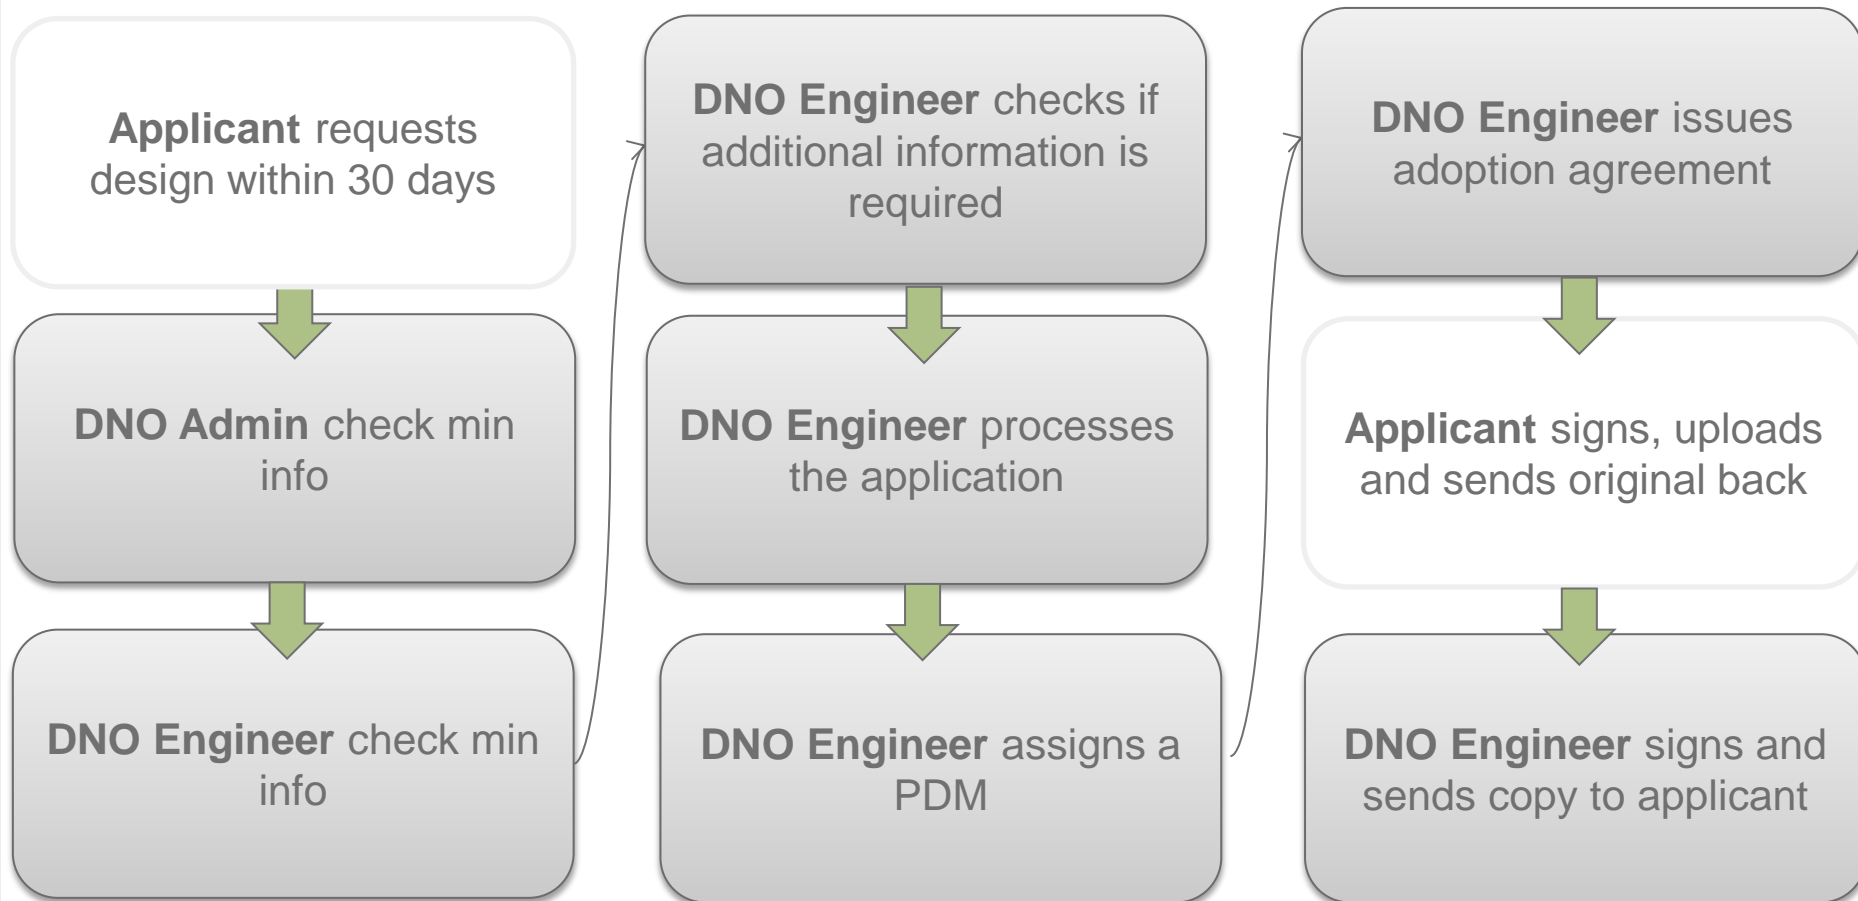 Applicant requests
design within 30 days
DNO Admin check min
info
DNO Engineer check min
info
DNO Engineer checks if
additional information is
required
DNO Engineer processes
the application
DNO Engineer assigns a
PDM
DNO Engineer issues
adoption agreement
Applicant signs, uploads
and sends original back
DNO Engineer signs and
sends copy to applicant